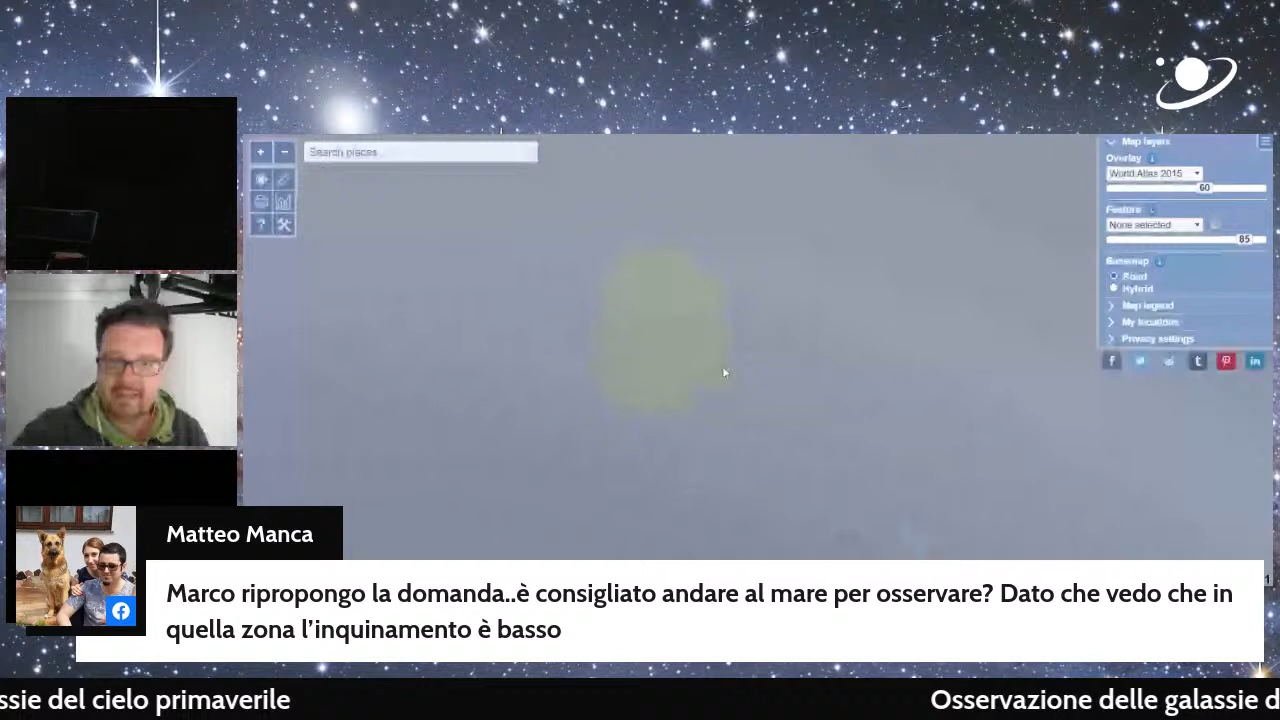 Map layers
+ −
Search places...
Overlay
World Atlas 2015
60
Feature
?
None selected
85
Basemap
Road
Hybrid
Map legend
My locations
Privacy settings
f t in
Matteo Manca
Marco ripropongo la domanda..è consigliato andare al mare per osservare? Dato che vedo che in
quella zona l'inquinamento è basso
ssie del cielo primaverile
Osservazione delle galassie d